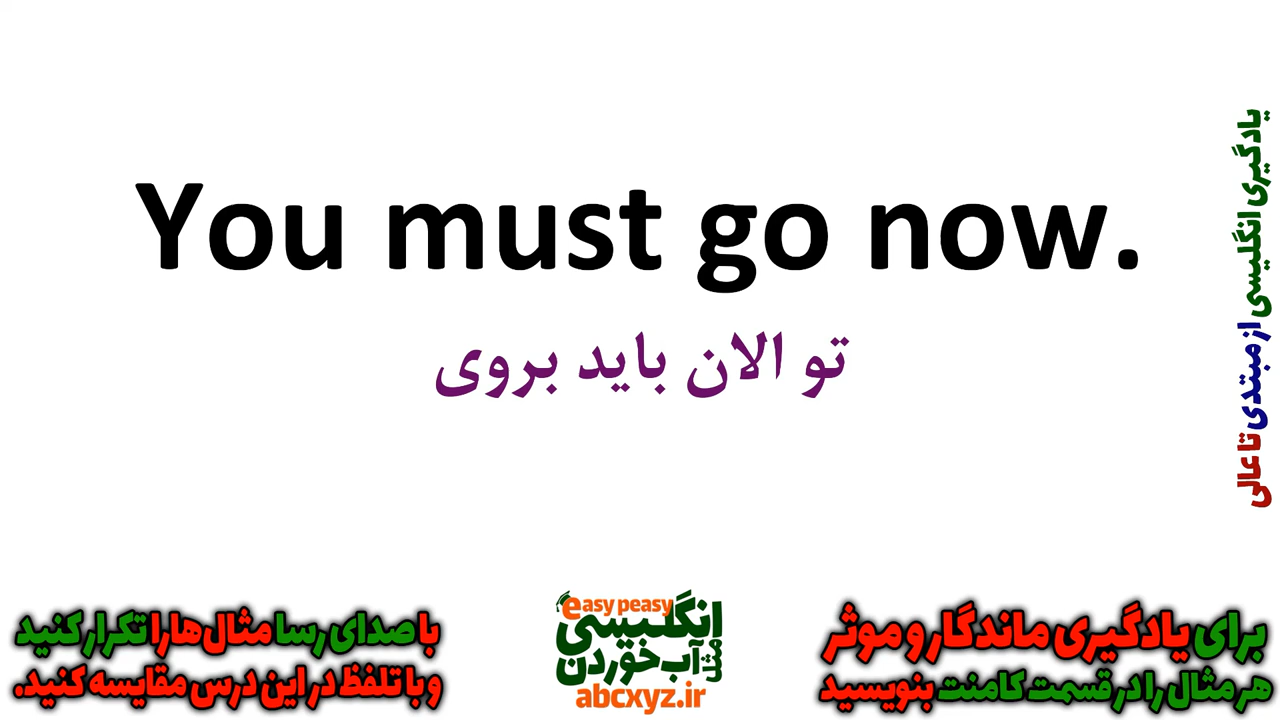 You must go now.
تو الان باید بروی
یادگیری انگلیسی از مبتدی تا عالی
با صدای رسا مثال‌ها را تکرار کنید
و با تلفظ در این درس مقایسه کنید.
easy peasy
انگلیسی
مثل آب خوردن
abcxyz.ir
برای یادگیری ماندگار و موثر
هر مثال را در قسمت کامنت بنویسید